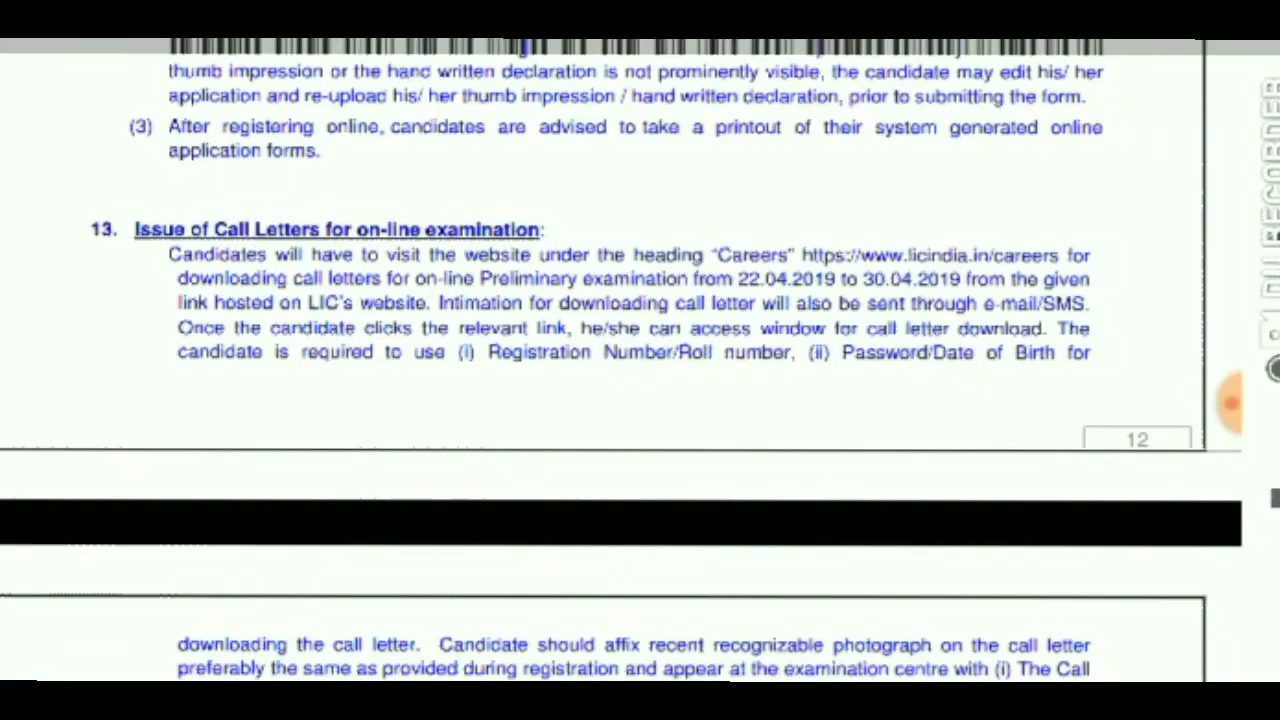 thumb impression or the hand written declaration is not prominently visible, the candidate may edit his/ her
application and re-upload his/ her thumb impression / hand written declaration, prior to submitting the form.
(3) After registering online, candidates are advised to take a printout of their system generated online
application forms.
13. Issue of Call Letters for on-line examination:
Candidates will have to visit the website under the heading “Careers” https://www.licindia.in/careers for
downloading call letters for on-line Preliminary examination from 22.04.2019 to 30.04.2019 from the given
link hosted on LIC's website. Intimation for downloading call letter will also be sent through e-mail/SMS.
Once the candidate clicks the relevant link, he/she can access window for call letter download. The
candidate is required to use (i) Registration Number/Roll number, (ii) Password/Date of Birth for
12
downloading the call letter. Candidate should affix recent recognizable photograph on the call letter
preferably the same as provided during registration and appear at the examination centre with (i) The Call
RECORDER